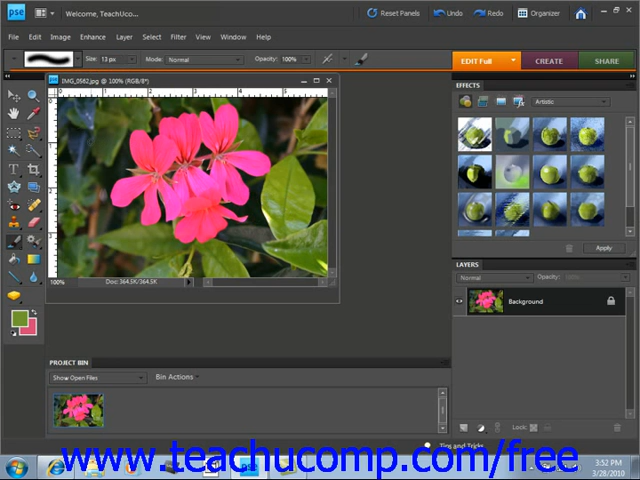 pse Welcome, TeachUco... Reset Panels Undo Redo Organizer
File Edit Image Enhance Layer Select Filter View Window Help
Size: 13 px Mode: Normal Opacity: 100% EDIT Full CREATE SHARE
pse IMG_0562.jpg @ 100% (RGB/8*)
EFFECTS
Artistic
Apply
100% Doc: 364.5K/364.5K
LAYERS
Normal Opacity: 100%
Background
PROJECT BIN
Show Open Files Bin Actions
Lock:
Tips and Tricks
www.teachucomp.com/free
pse
3:52 PM
3/28/2010